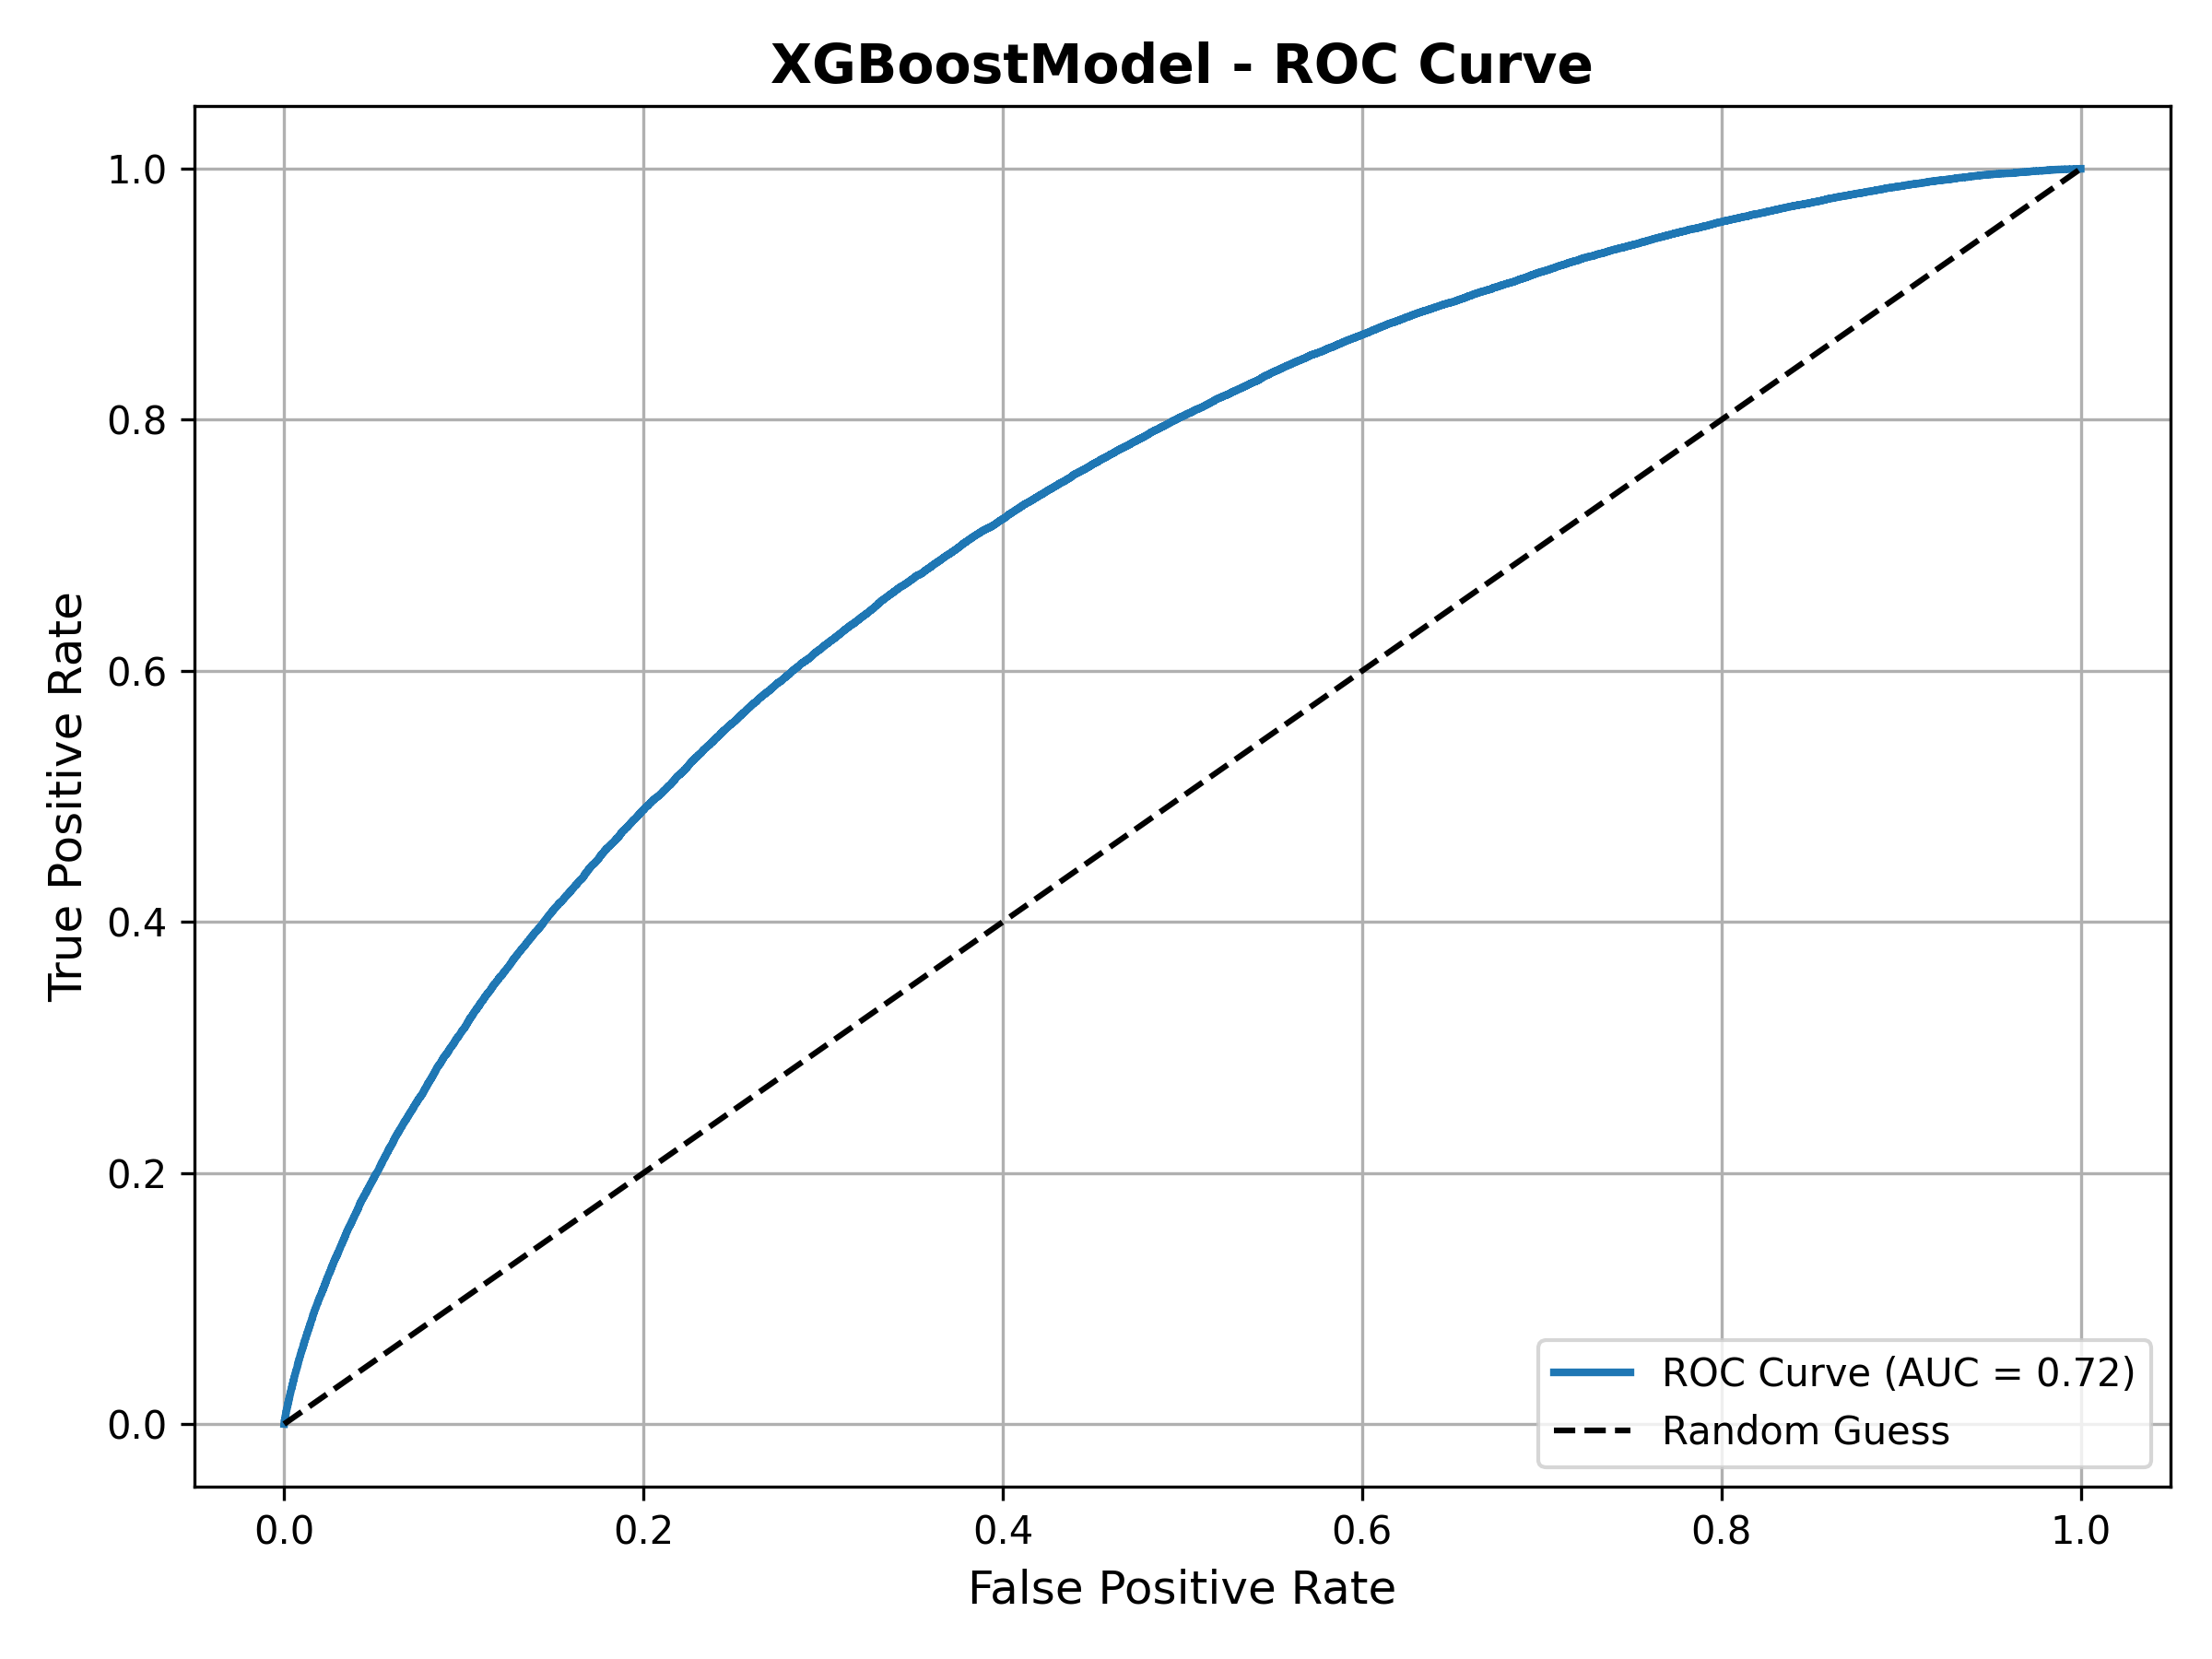 XGBoostModel - ROC Curve
True Positive Rate
1.0
0.8
0.6
0.4
0.2
0.0
ROC Curve (AUC = 0.72)
Random Guess
0.0 0.2 0.4 0.6 0.8 1.0
False Positive Rate